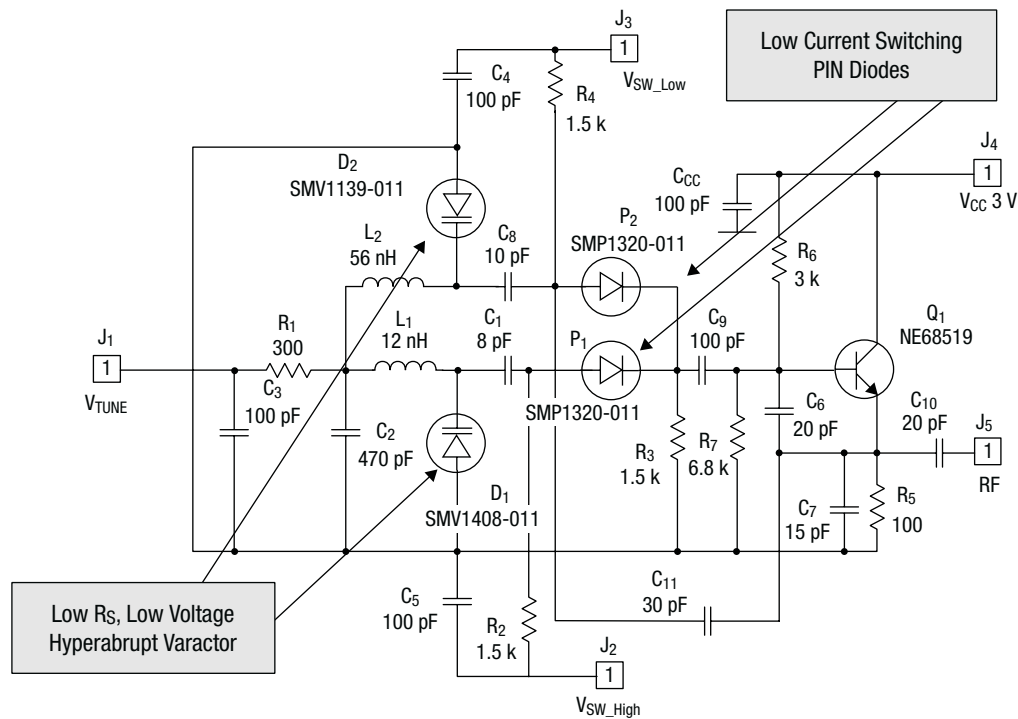 J3
1
VSW_Low
Low Current Switching
PIN Diodes
C4
100 pF
R4
1.5 k
J4
1
VCC 3 V
D2
SMV1139-011
CCC
100 pF
P2
SMP1320-011
L2
56 nH
C8
10 pF
R6
3 k
Q1
NE68519
J1
1
VTUNE
R1
300
L1
12 nH
C1
8 pF
P1
SMP1320-011
C9
100 pF
C3
100 pF
C2
470 pF
C6
20 pF
C10
20 pF
J5
1
RF
R3
1.5 k
R7
6.8 k
D1
SMV1408-011
C7
15 pF
R5
100
Low RS, Low Voltage
Hyperabrupt Varactor
C5
100 pF
R2
1.5 k
C11
30 pF
J2
1
VSW_High